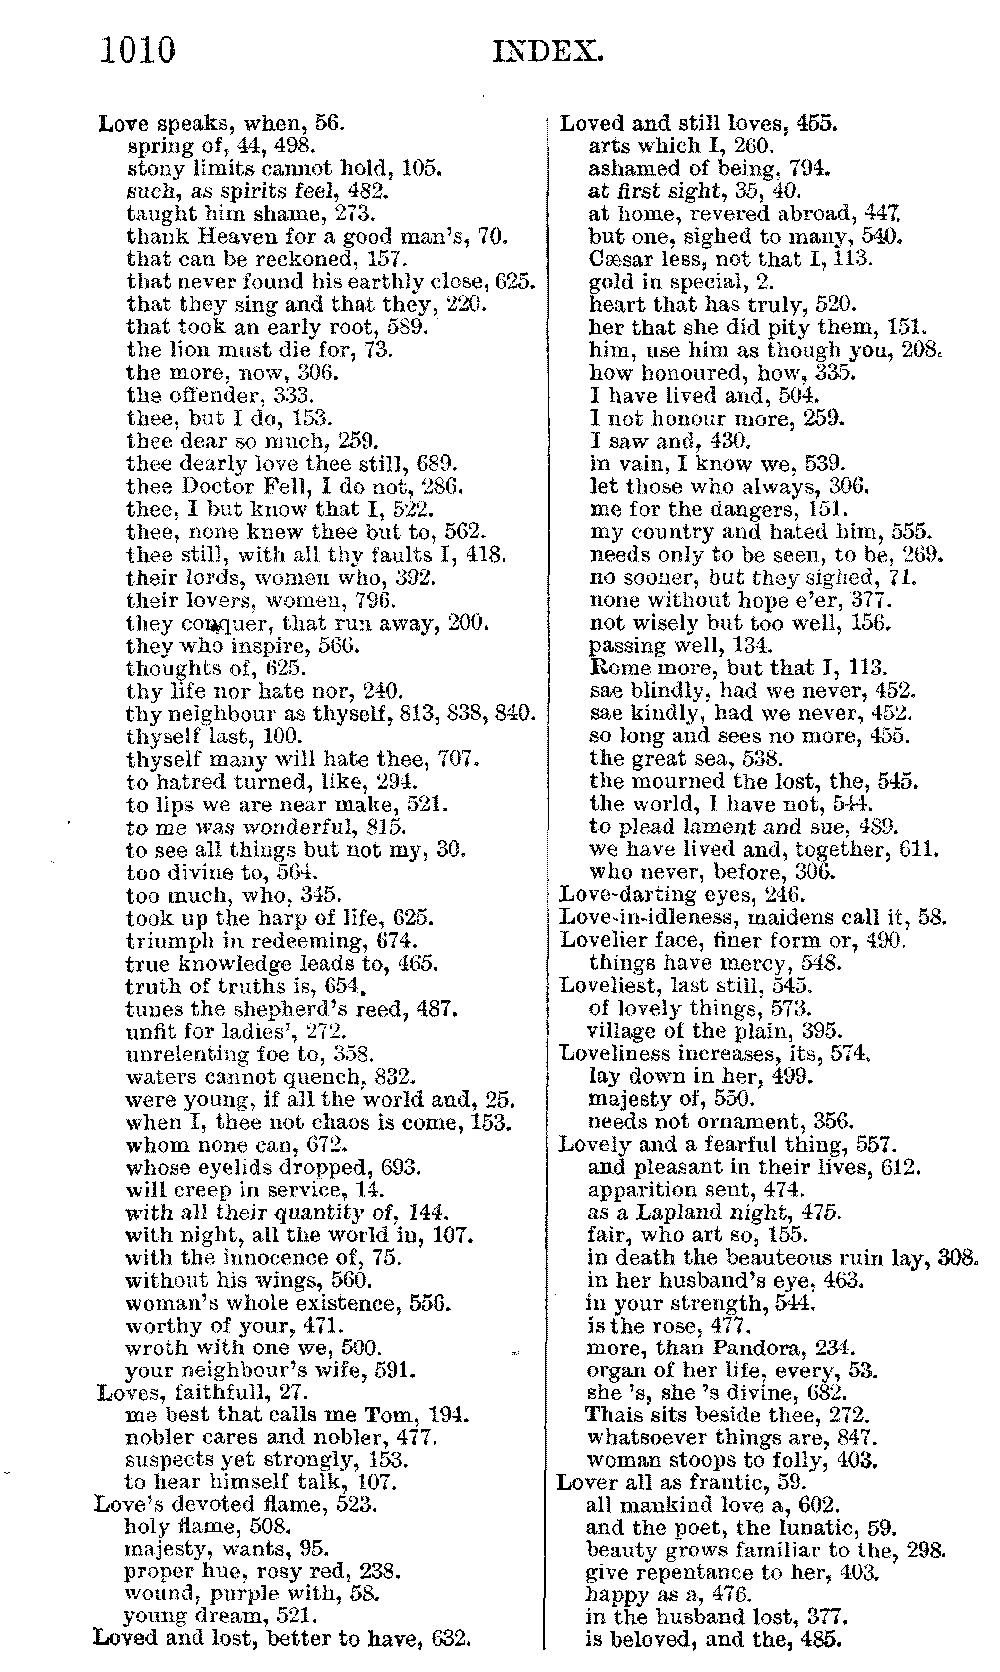 1010
INDEX.
Love speaks, when, 56.
spring of, 44, 498.
stony limits cannot hold, 105.
such, as spirits feel, 482.
taught him shame, 273.
thank Heaven for a good man's, 70.
that can be reckoned, 157.
that never found his earthly close, 625.
that they sing and that they, 220.
that took an early root, 589.
the lion must die for, 73.
the more, now, 306.
the offender, 333.
thee, but I do, 153.
thee dear so much, 259.
thee dearly love thee still, 689.
thee Doctor Fell, I do not, 286.
thee, I but know that I, 522.
thee, none knew thee but to, 562.
thee still, with all thy faults I, 418.
their lords, women who, 392.
their lovers, women, 796.
they conquer, that run away, 200.
they who inspire, 566.
thoughts of, 625.
thy life nor hate nor, 240.
thy neighbour as thyself, 813, 838, 840.
thyself last, 100.
thyself many will hate thee, 707.
to hatred turned, like, 294.
to lips we are near make, 521.
to me was wonderful, 815.
to see all things but not my, 30.
too divine to, 564.
too much, who, 345.
took up the harp of life, 625.
triumph in redeeming, 674.
true knowledge leads to, 465.
truth of truths is, 654.
tunes the shepherd's reed, 487.
unfit for ladies', 272.
unrelenting foe to, 358.
waters cannot quench, 832.
were young, if all the world and, 25.
when I, thee not chaos is come, 153.
whom none can, 672.
whose eyelids dropped, 693.
will creep in service, 14.
with all their quantity of, 144.
with night, all the world in, 107.
with the innocence of, 75.
without his wings, 560.
woman's whole existence, 556.
worthy of your, 471.
wroth with one we, 500.
your neighbour's wife, 591.
Loves, faithfull, 27.
me best that calls me Tom, 194.
nobler cares and nobler, 477.
suspects yet strongly, 153.
to hear himself talk, 107.
Love's devoted flame, 523.
holy flame, 508.
majesty, wants, 95.
proper hue, rosy red, 238.
wound, purple with, 58.
young dream, 521.
Loved and lost, better to have, 632.
Loved and still loves, 455.
arts which I, 260.
ashamed of being, 794.
at first sight, 35, 40.
at home, revered abroad, 447.
but one, sighed to many, 540.
Cæsar less, not that I, 113.
gold in special, 2.
heart that has truly, 520.
her that she did pity them, 151.
him, use him as though you, 208.
how honoured, how, 335.
I have lived and, 504.
I not honour more, 259.
I saw and, 430.
in vain, I know we, 539.
let those who always, 306.
me for the dangers, 151.
my country and hated him, 555.
needs only to be seen, to be, 269.
no sooner, but they sighed, 71.
none without hope e'er, 377.
not wisely but too well, 156.
passing well, 134.
Rome more, but that I, 113.
sae blindly, had we never, 452.
sae kindly, had we never, 452.
so long and sees no more, 455.
the great sea, 538.
the mourned the lost, the, 545.
the world, I have not, 544.
to plead lament and sue, 489.
we have lived and, together, 611.
who never, before, 306.
Love-darting eyes, 246.
Love-in-idleness, maidens call it, 58.
Lovelier face, finer form or, 490.
things have mercy, 548.
Loveliest, last still, 545.
of lovely things, 573.
village of the plain, 395.
Loveliness increases, its, 574.
lay down in her, 499.
majesty of, 550.
needs not ornament, 356.
Lovely and a fearful thing, 557.
and pleasant in their lives, 612.
apparition sent, 474.
as a Lapland night, 475.
fair, who art so, 155.
in death the beauteous ruin lay, 308.
in her husband's eye, 463.
in your strength, 544.
is the rose, 477.
more, than Pandora, 234.
organ of her life, every, 53.
she 's, she 's divine, 682.
Thais sits beside thee, 272.
whatsoever things are, 847.
woman stoops to folly, 403.
Lover all as frantic, 59.
all mankind love a, 602.
and the poet, the lunatic, 59.
beauty grows familiar to the, 298.
give repentance to her, 403.
happy as a, 476.
in the husband lost, 377.
is beloved, and the, 485.